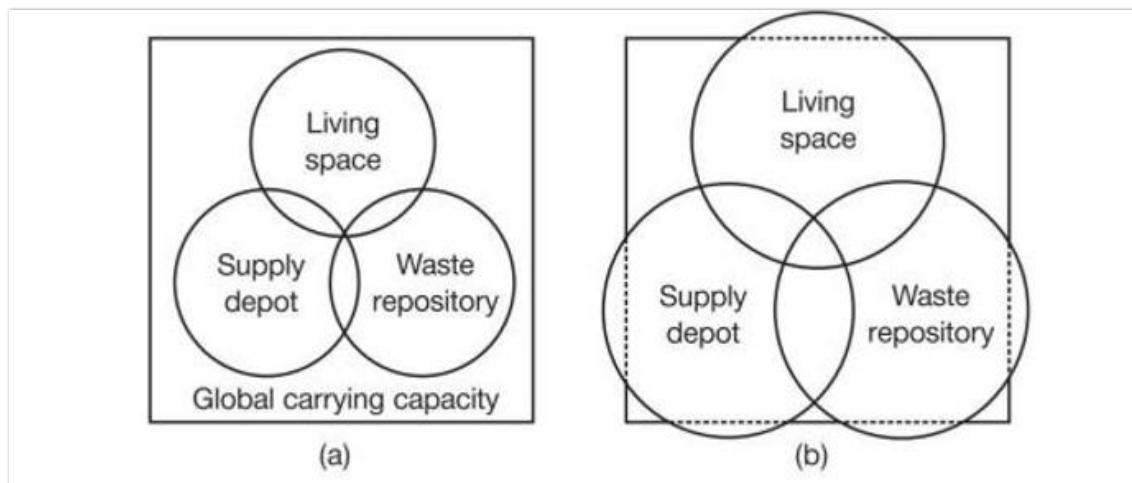 Living
space
Supply
depot
Waste
repository
Global carrying capacity
(a)
Living
space
Supply
depot
Waste
repository
(b)